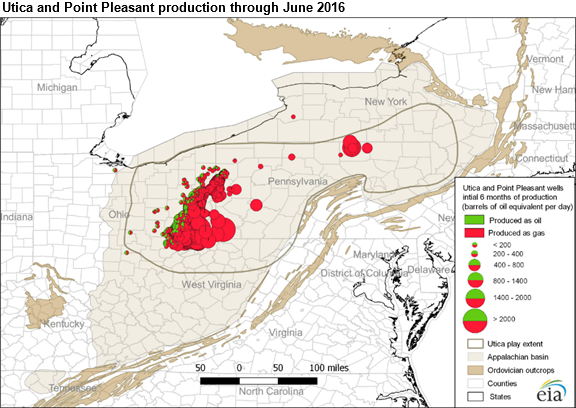 Utica and Point Pleasant production through June 2016
Vermont
Michigan
New Ham
New York
Massachusetts
Connecticut
Pennsylvania
Ohio
Indiana
Maryland
Delaware
District of Columbia
West Virginia
Kentucky
Virginia
Tennessee
North Carolina
50 0 50 100 miles
Utica and Point Pleasant wells
intial 6 months of production
(Barrels of oil equivalent per day)
Produced as oil
Produced as gas
< 200
200 - 400
400 - 800
800 - 1400
1400 - 2000
> 2000
Utica play extent
Appalachian basin
Ordovician outcrops
Counties
States
eia